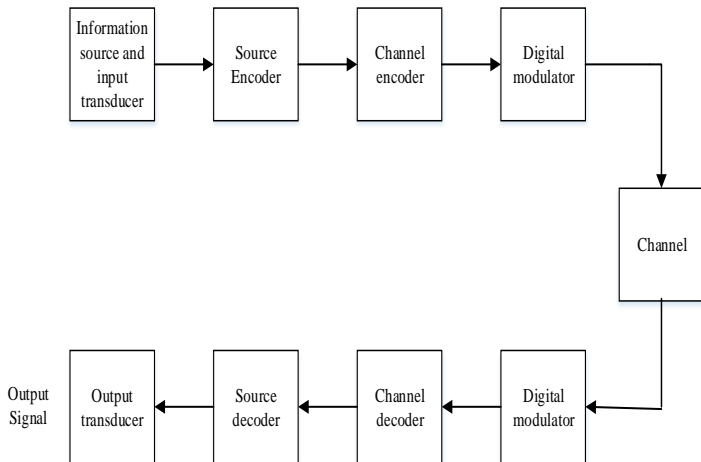 Information
source and
input
transducer
Source
Encoder
Channel
encoder
Digital
modulator
Channel
Output
Signal
Output
transducer
Source
decoder
Channel
decoder
Digital
modulator